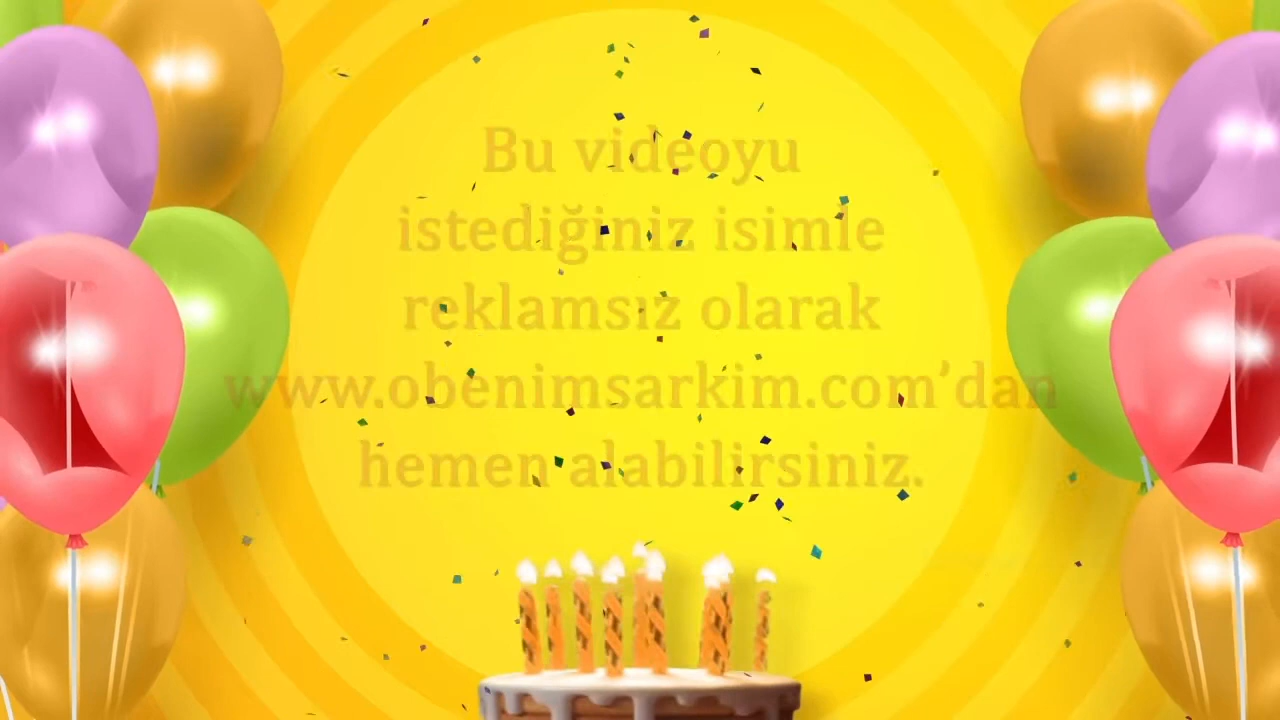 Bu videoyu
istediğiniz isimle
reklamsız olarak
www.obenimsarkim.com’dan
hemen alabilirsiniz.